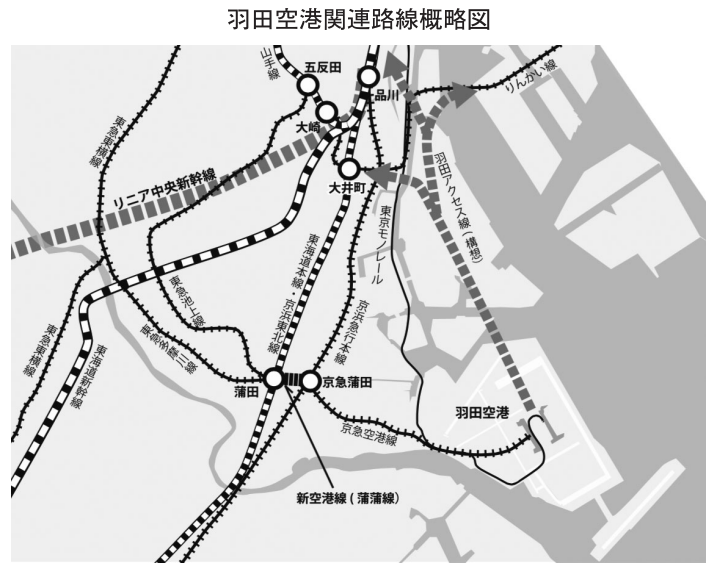 羽田空港関連路線概略図
山手線
五反田
品川
りんかい線
大崎
東急東横線
リニア中央新幹線
大井町
羽田アクセス線(構想)
東京モノレール
東海道本線・京浜東北線
東急池上線
京浜急行本線
東急多摩川線
東急東横線
東海道新幹線
蒲田
京急蒲田
羽田空港
京急空港線
新空港線(蒲蒲線)